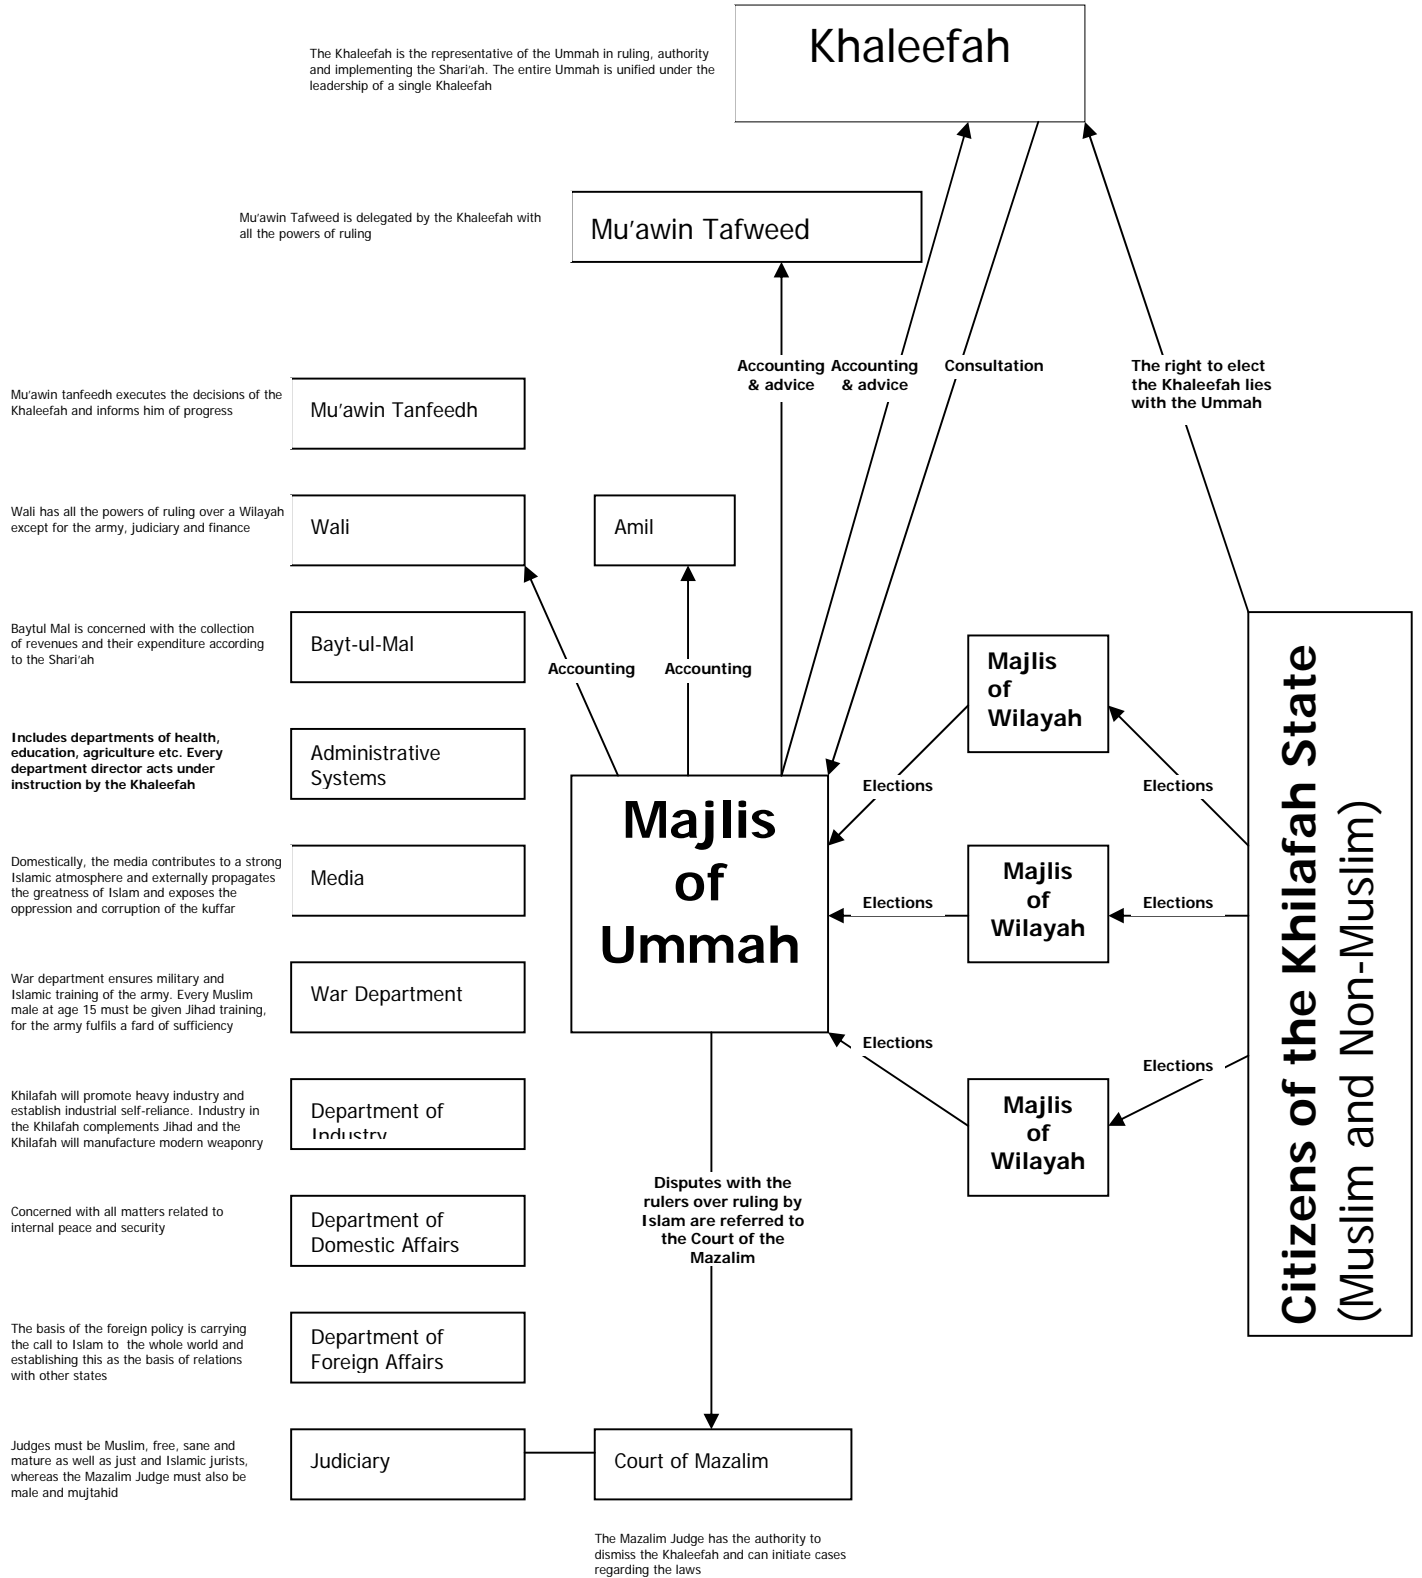 Khaleefah
The Khaleefah is the representative of the Ummah in ruling, authority
and implementing the Shari'ah. The entire Ummah is unified under the
leadership of a single Khaleefah
Mu'awin Tafweed is delegated by the Khaleefah with
all the powers of ruling
Mu'awin Tafweed
Accounting
& advice
Accounting
& advice
Consultation
The right to elect
the Khaleefah lies
with the Ummah
Mu'awin tanfeedh executes the decisions of the
Khaleefah and informs him of progress
Mu'awin Tanfeedh
Wali has all the powers of ruling over a Wilayah
except for the army, judiciary and finance
Wali
Amil
Baytul Mal is concerned with the collection
of revenues and their expenditure according
to the Shari'ah
Bayt-ul-Mal
Accounting
Accounting
Majlis
of
Wilayah
Includes departments of health,
education, agriculture etc. Every
department director acts under
instruction by the Khaleefah
Administrative
Systems
Elections
Elections
Majlis
of
Ummah
Domestically, the media contributes to a strong
Islamic atmosphere and externally propagates
the greatness of Islam and exposes the
oppression and corruption of the kuffar
Media
Elections
Majlis
of
Wilayah
Elections
Citizens of the Khilafah State
(Muslim and Non-Muslim)
War department ensures military and
Islamic training of the army. Every Muslim
male at age 15 must be given Jihad training,
for the army fulfils a fard of sufficiency
War Department
Elections
Elections
Majlis
of
Wilayah
Khilafah will promote heavy industry and
establish industrial self-reliance. Industry in
the Khilafah complements Jihad and the
Khilafah will manufacture modern weaponry
Department of
Industry
Disputes with the
rulers over ruling by
Islam are referred to
the Court of the
Mazalim
Concerned with all matters related to
internal peace and security
Department of
Domestic Affairs
The basis of the foreign policy is carrying
the call to Islam to the whole world and
establishing this as the basis of relations
with other states
Department of
Foreign Affairs
Judges must be Muslim, free, sane and
mature as well as just and Islamic jurists,
whereas the Mazalim Judge must also be
male and mujtahid
Judiciary
Court of Mazalim
The Mazalim Judge has the authority to
dismiss the Khaleefah and can initiate cases
regarding the laws